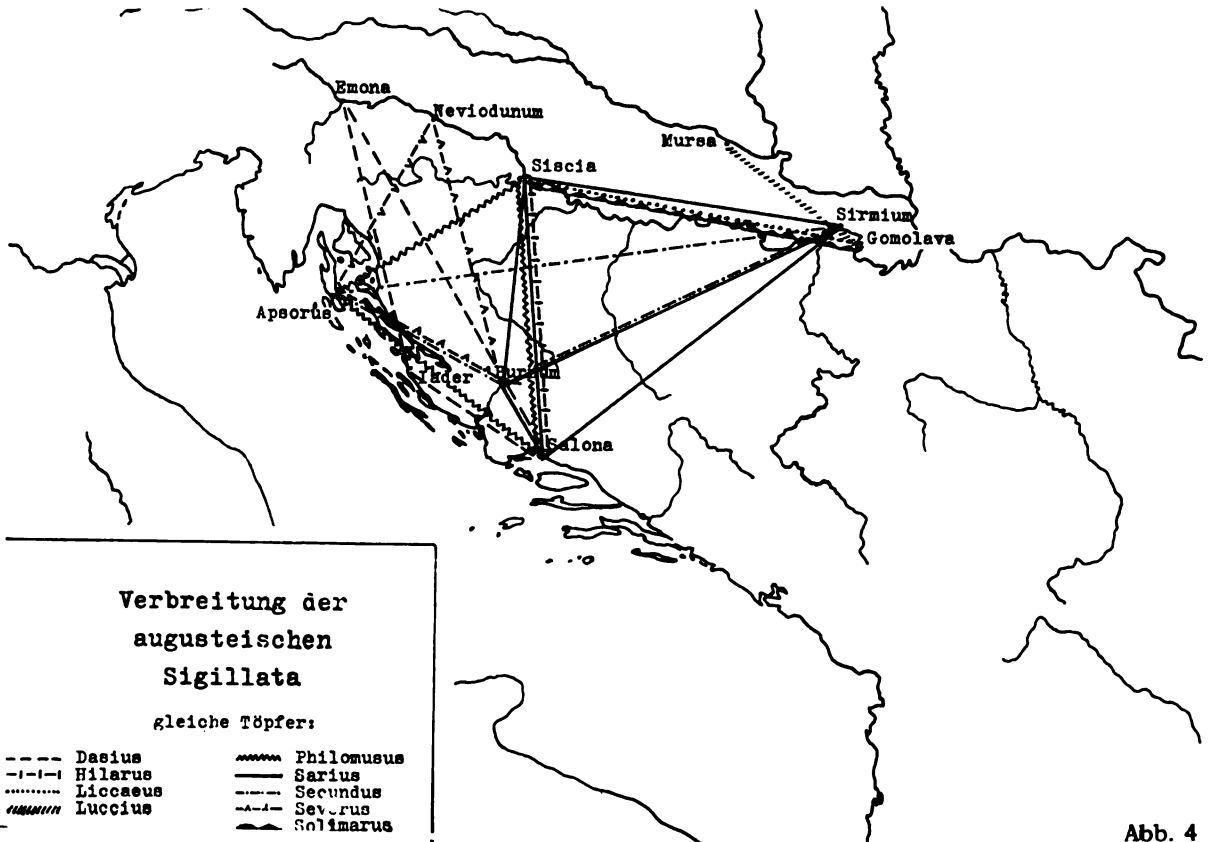 Emona
Neviodunum
Mursa
Siscia
Sirmium
Gomolava
Apsorus
Salona
Verbreitung der
augusteischen
Sigillata
gleiche Töpfer:
Dasius
Hilarus
Liccaeus
Luccius
Philomusus
Sarius
Secundus
Severus
Solimarus
Abb. 4